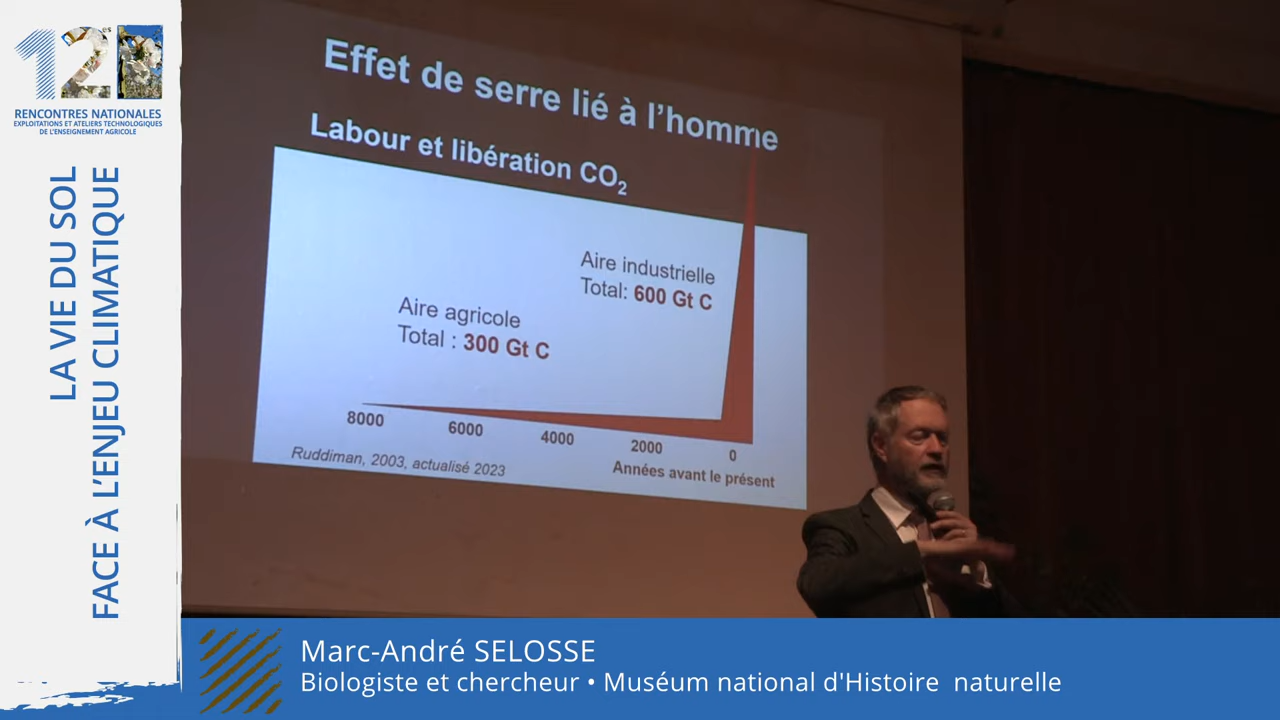 12es
RENCONTRES NATIONALES
EXPLOITATIONS ET ATELIERS TECHNOLOGIQUES
DE L'ENSEIGNEMENT AGRICOLE
LA VIE DU SOL
FACE À L'ENJEU CLIMATIQUE
Effet de serre lié à l'homme
Labour et libération CO2
Aire industrielle
Total: 600 Gt C
Aire agricole
Total : 300 Gt C
8000 6000 4000 2000 0
Ruddiman, 2003, actualisé 2023
Années avant le présent
Marc-André SELOSSE
Biologiste et chercheur • Muséum national d'Histoire naturelle